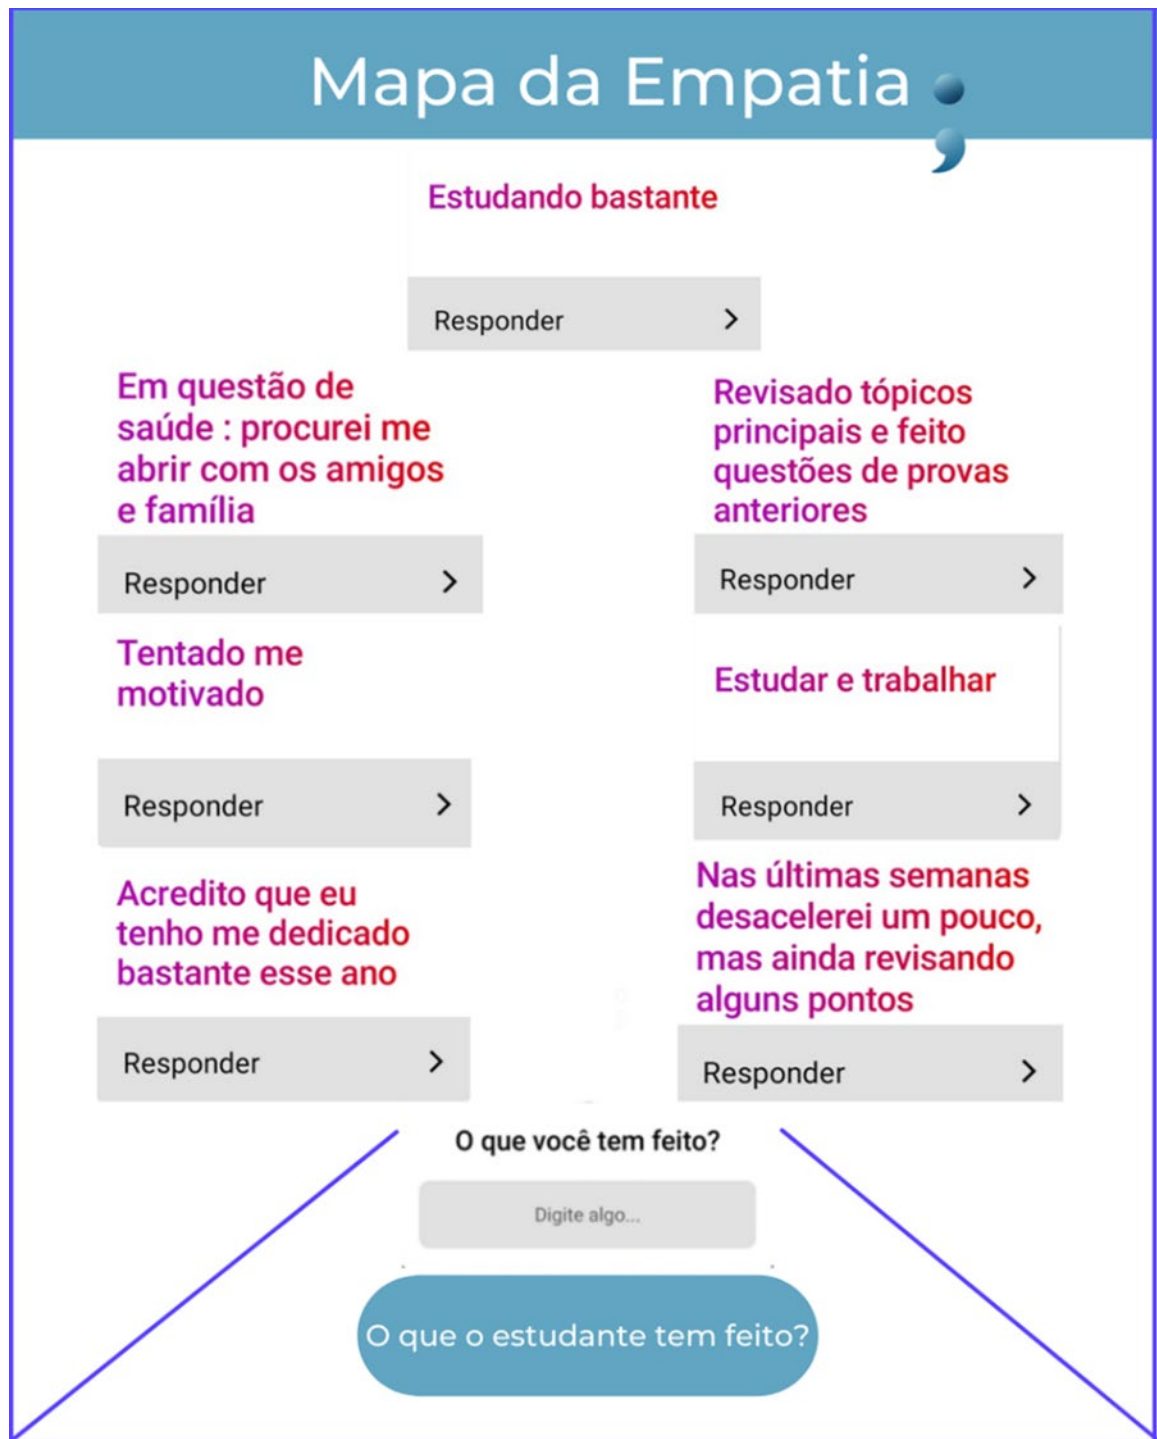 Mapa da Empatia ;
Estudando bastante
Responder
Em questão de
saúde : procurei me
abrir com os amigos
e família
Responder
Revisado tópicos
principais e feito
questões de provas
anteriores
Responder
Tentado me
motivado
Responder
Estudar e trabalhar
Responder
Acredito que eu
tenho me dedicado
bastante esse ano
Responder
Nas últimas semanas
desacelerei um pouco,
mas ainda revisando
alguns pontos
Responder
O que você tem feito?
Digite algo...
O que o estudante tem feito?